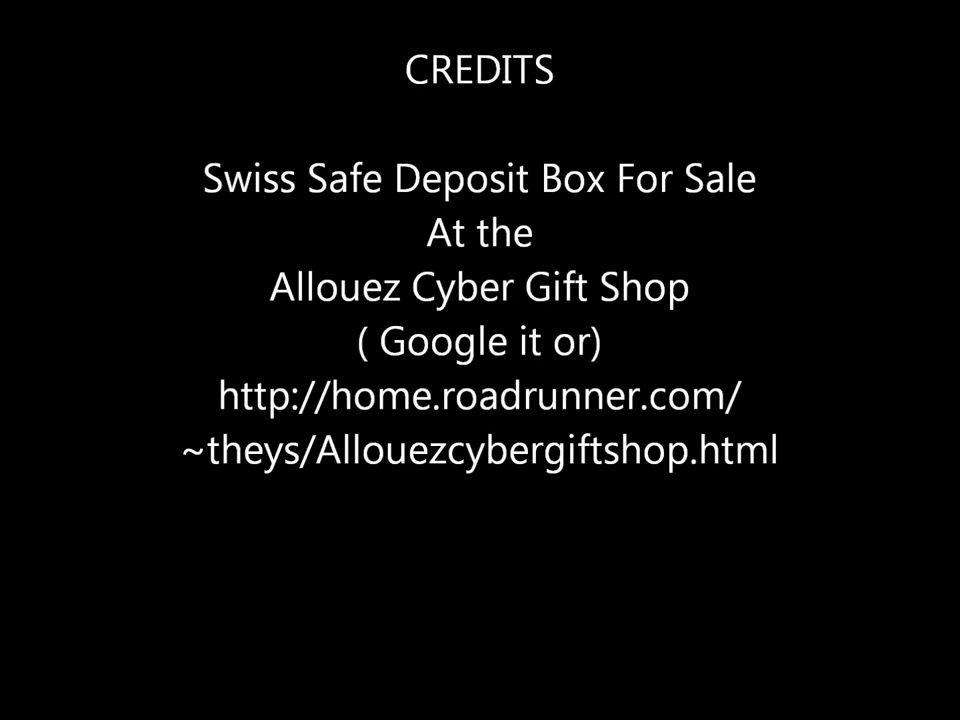 CREDITS
Swiss Safe Deposit Box For Sale
At the
Allouez Cyber Gift Shop
( Google it or)
http://home.roadrunner.com/
~theys/Allouezcybergiftshop.html